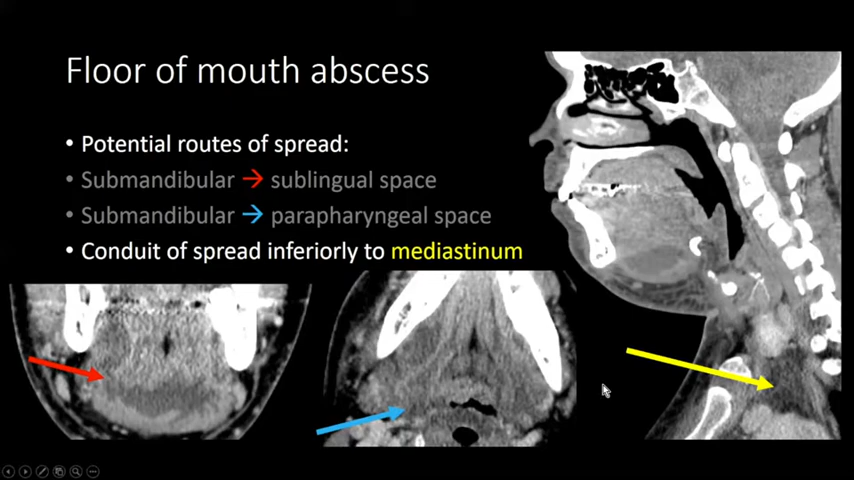 Floor of mouth abscess
• Potential routes of spread:
• Submandibular → sublingual space
• Submandibular → parapharyngeal space
• Conduit of spread inferiorly to mediastinum